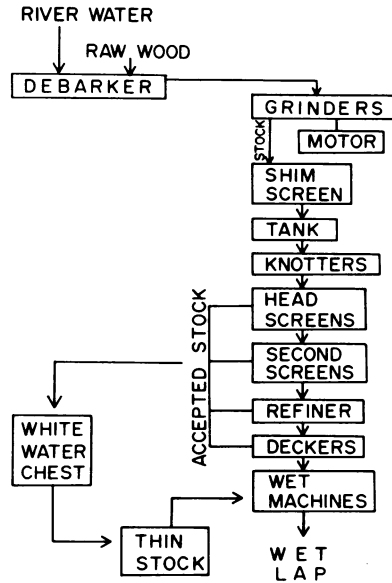 RIVER WATER
RAW WOOD
DEBARKER
GRINDERS
STOCK
MOTOR
SHIM
SCREEN
TANK
KNOTTERS
HEAD
SCREENS
ACCEPTED STOCK
SECOND
SCREENS
REFINER
WHITE
WATER
CHEST
DECKERS
WET
MACHINES
THIN
STOCK
WET
LAP